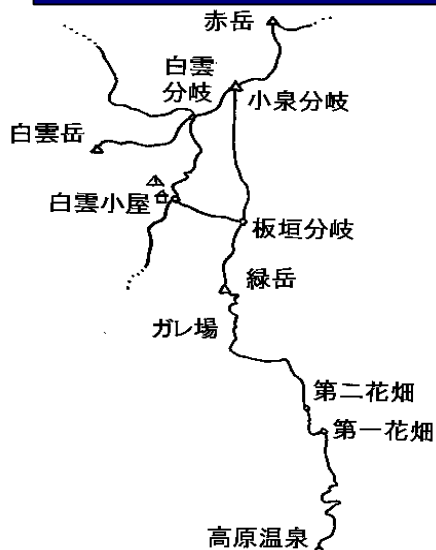 赤岳
白雲
分岐
小泉分岐
白雲岳
白雲小屋
板垣分岐
緑岳
ガレ場
第二花畑
第一花畑
高原温泉